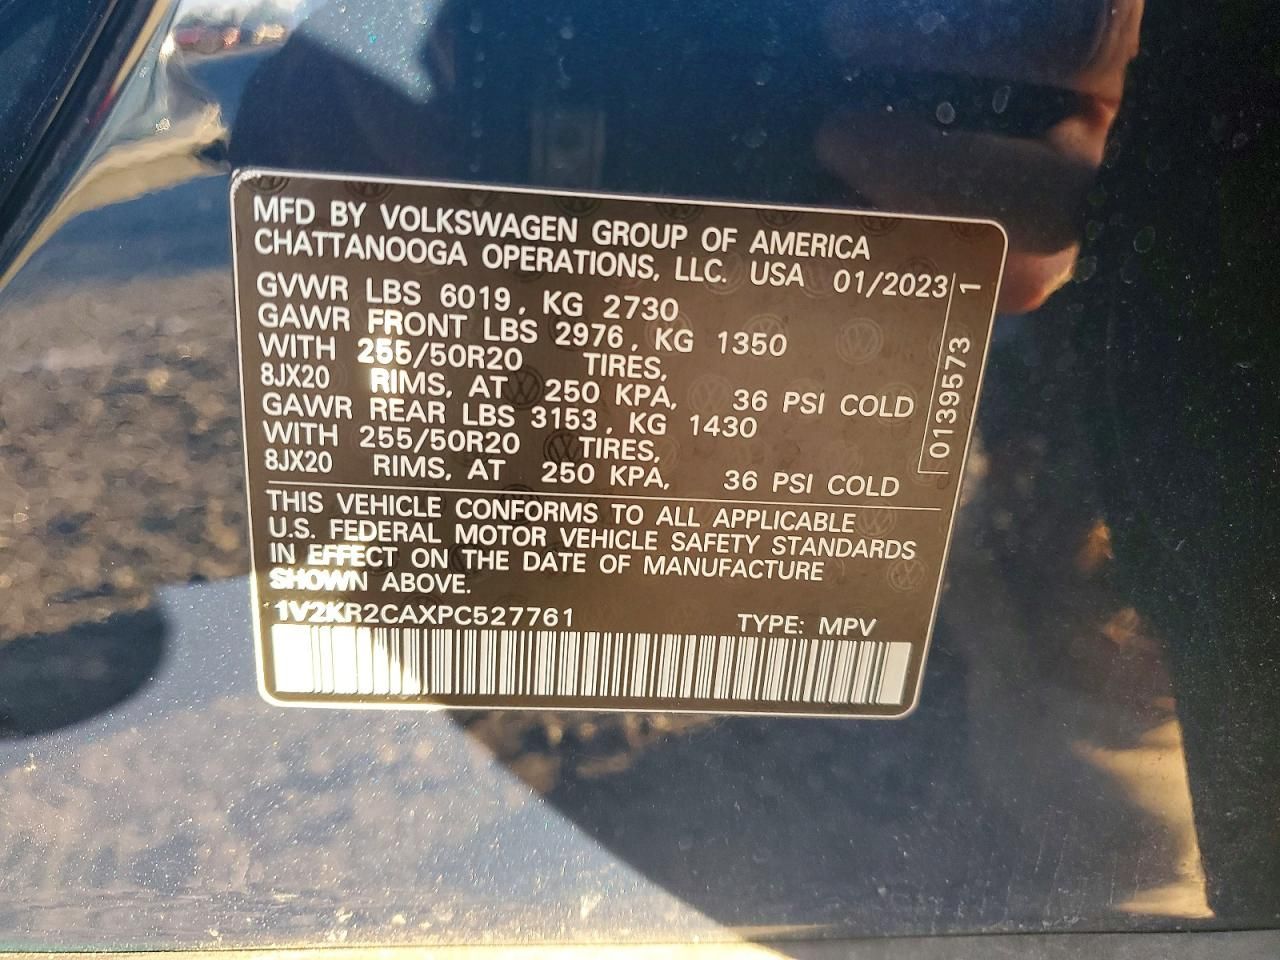 MFD BY VOLKSWAGEN GROUP OF AMERICA
CHATTANOOGA OPERATIONS, LLC. USA 01/2023
GVWR LBS 6019, KG 2730
GAWR FRONT LBS 2976, KG 1350
WITH 255/50R20 TIRES,
8JX20 RIMS, AT 250 KPA, 36 PSI COLD
GAWR REAR LBS 3153, KG 1430
WITH 255/50R20 TIRES,
8JX20 RIMS, AT 250 KPA, 36 PSI COLD
0139573 1
THIS VEHICLE CONFORMS TO ALL APPLICABLE
U.S. FEDERAL MOTOR VEHICLE SAFETY STANDARDS
IN EFFECT ON THE DATE OF MANUFACTURE
SHOWN ABOVE.
1V2KR2CAXPC527761 TYPE: MPV